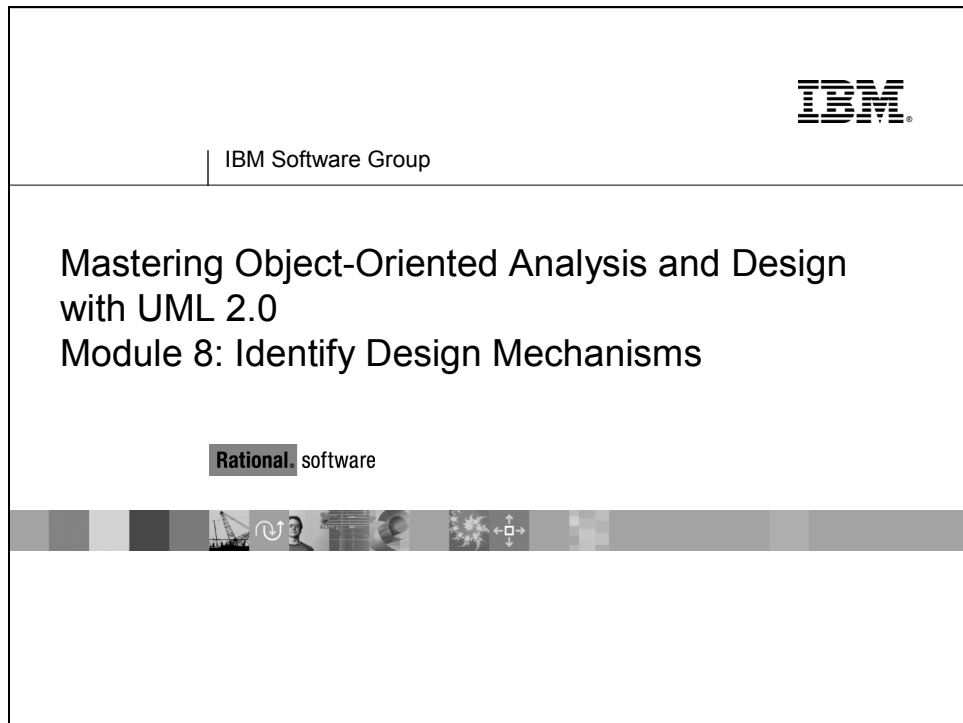 IBM®
IBM Software Group
Mastering Object-Oriented Analysis and Design
with UML 2.0
Module 8: Identify Design Mechanisms
Rational® software